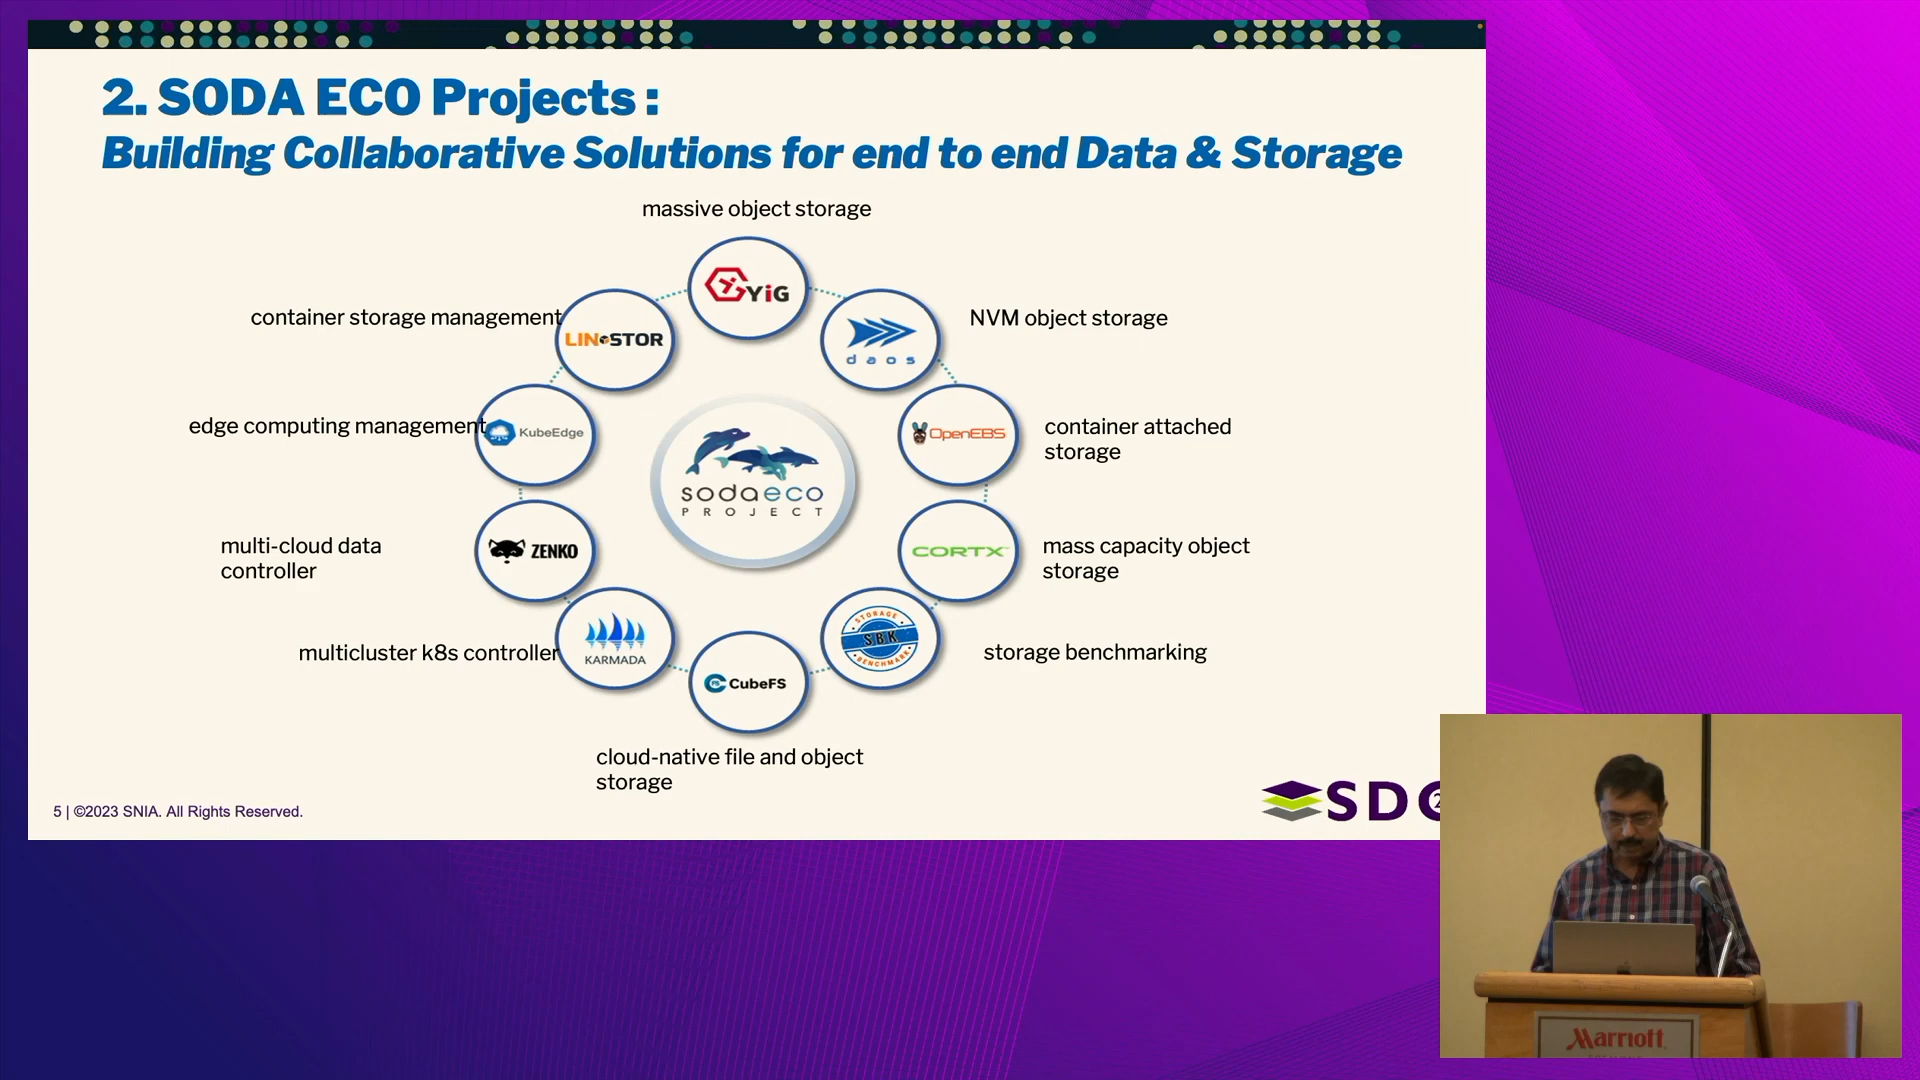 2. SODA ECO Projects :
Building Collaborative Solutions for end to end Data & Storage
massive object storage
YiG
container storage management
LINSTOR
daos
NVM object storage
edge computing management
KubeEdge
OpenEBS
container attached
storage
sodaeco
PROJECT
multi-cloud data
controller
ZENKO
CORTX
mass capacity object
storage
multicluster k8s controller
KARMADA
STORAGE
SBK
BENCHMARK
storage benchmarking
CubeFS
cloud-native file and object
storage
5 | ©2023 SNIA. All Rights Reserved.
SDC
Marriott